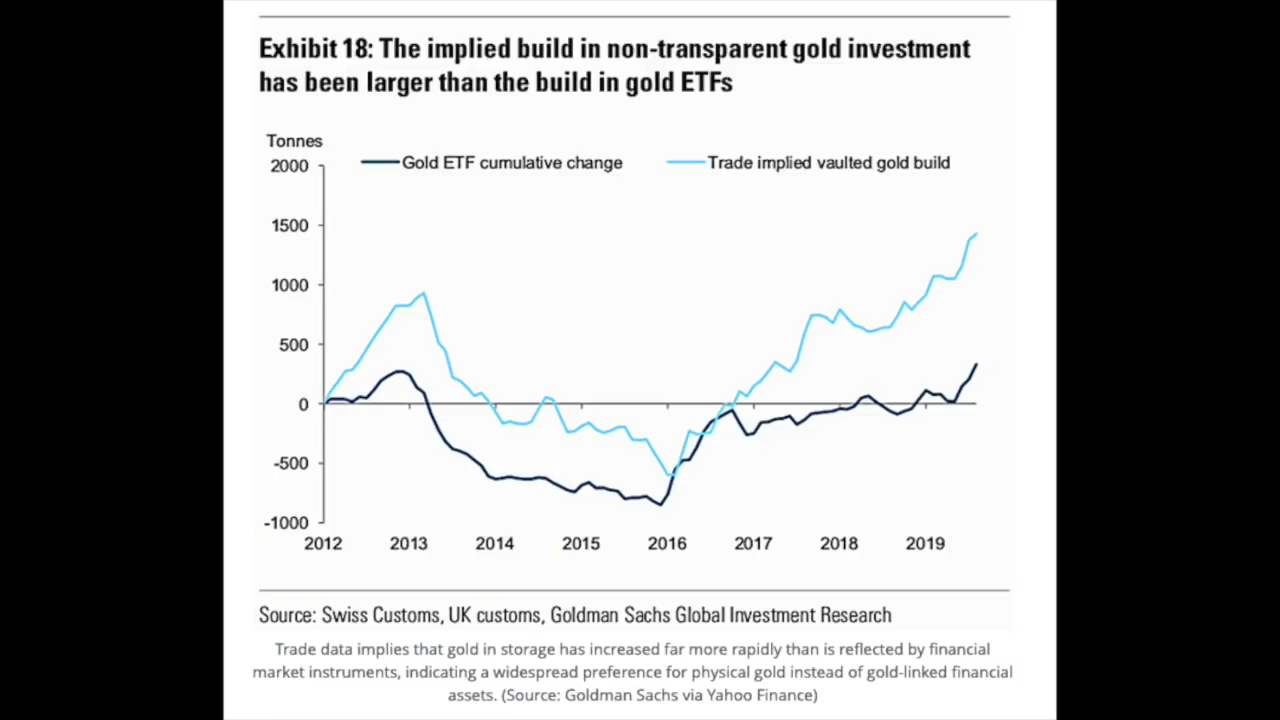 Exhibit 18: The implied build in non-transparent gold investment
has been larger than the build in gold ETFs
Tonnes
Gold ETF cumulative change
Trade implied vaulted gold build
2000
1500
1000
500
0
-500
-1000
2012 2013 2014 2015 2016 2017 2018 2019
Source: Swiss Customs, UK customs, Goldman Sachs Global Investment Research
Trade data implies that gold in storage has increased far more rapidly than is reflected by financial
market instruments, indicating a widespread preference for physical gold instead of gold-linked financial
assets. (Source: Goldman Sachs via Yahoo Finance)